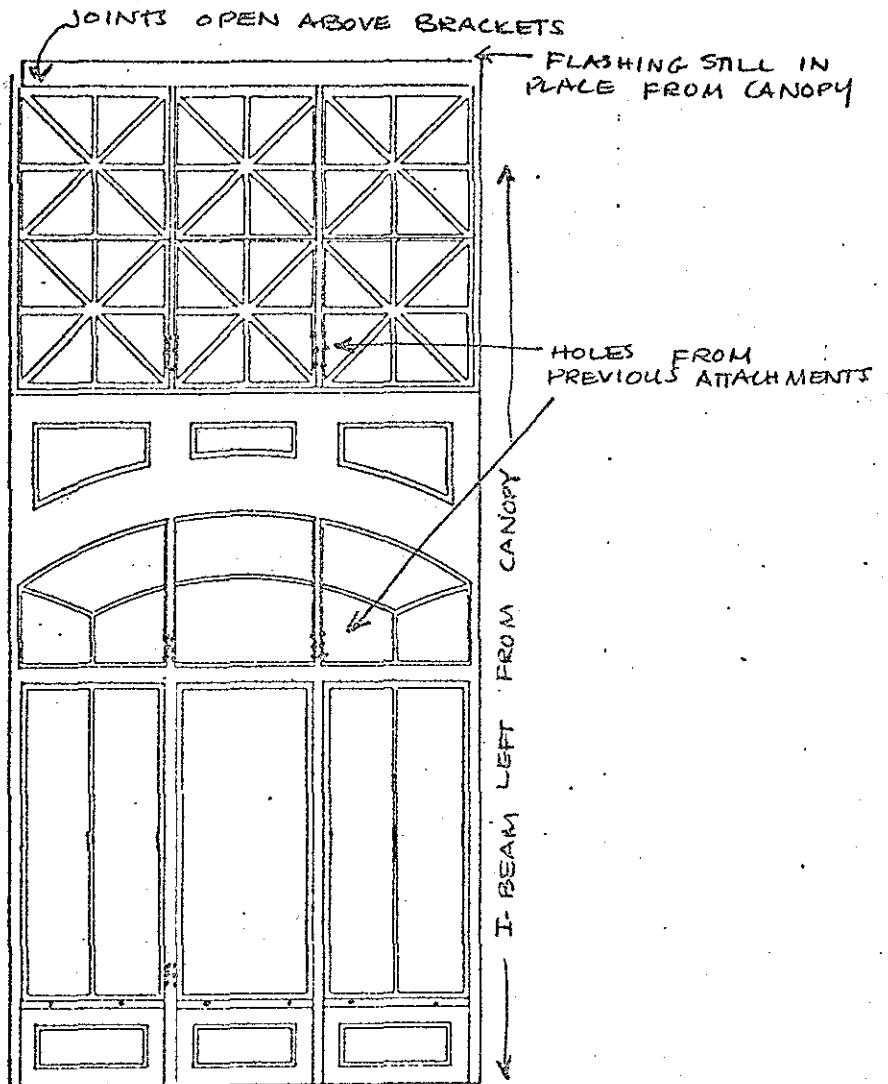 JOINTS OPEN ABOVE BRACKETS
FLASHING STILL IN
PLACE FROM CANOPY
HOLES FROM
PREVIOUS ATTACHMENTS
I-BEAM LEFT FROM CANOPY